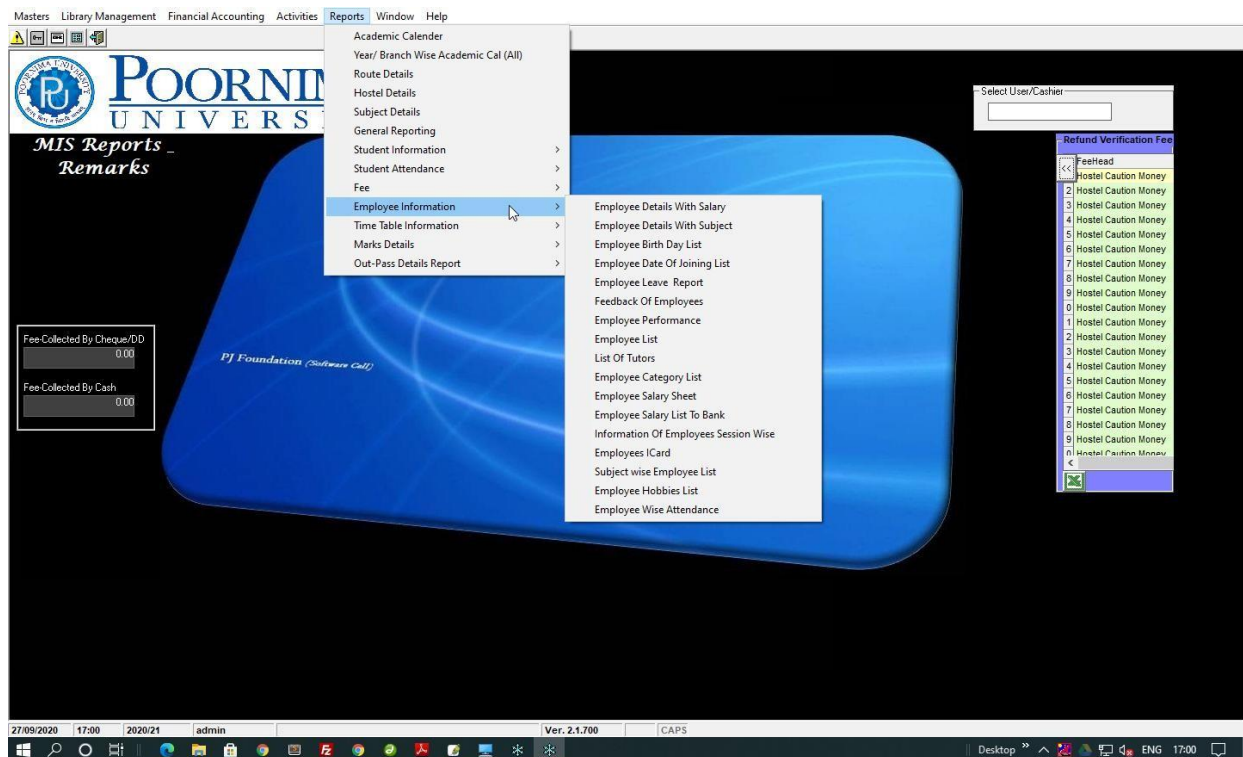 Masters Library Management Financial Accounting Activities Reports Window Help
Academic Calender
Year/ Branch Wise Academic Cal (All)
Route Details
Hostel Details
Subject Details
General Reporting
Student Information
Student Attendance
Fee
Employee Information
Time Table Information
Marks Details
Out-Pass Details Report
Employee Details With Salary
Employee Details With Subject
Employee Birth Day List
Employee Date Of Joining List
Employee Leave Report
Feedback Of Employees
Employee Performance
Employee List
List Of Tutors
Employee Category List
Employee Salary Sheet
Employee Salary List To Bank
Information Of Employees Session Wise
Employees ICard
Subject wise Employee List
Employee Hobbies List
Employee Wise Attendance
POORNI
UNIVERS
MIS Reports _
Remarks
Fee-Collected By Cheque/DD
0.00
Fee-Collected By Cash
0.00
PJ Foundation (Software Cell)
Select User/Cashier
Refund Verification Fee
<< FeeHead
Hostel Caution Money
2 Hostel Caution Money
3 Hostel Caution Money
4 Hostel Caution Money
5 Hostel Caution Money
6 Hostel Caution Money
7 Hostel Caution Money
8 Hostel Caution Money
9 Hostel Caution Money
0 Hostel Caution Money
1 Hostel Caution Money
2 Hostel Caution Money
3 Hostel Caution Money
4 Hostel Caution Money
5 Hostel Caution Money
6 Hostel Caution Money
7 Hostel Caution Money
8 Hostel Caution Money
9 Hostel Caution Money
0 Hostel Caution Money
27/09/2020 17:00 2020/21 admin Ver. 2.1.700 CAPS
Desktop ENG 17:00